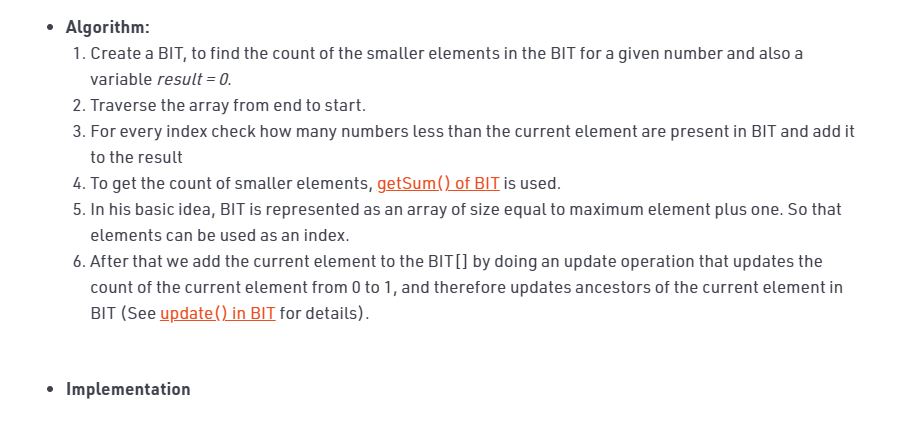 • Algorithm:
1. Create a BIT, to find the count of the smaller elements in the BIT for a given number and also a
variable result = 0.
2. Traverse the array from end to start.
3. For every index check how many numbers less than the current element are present in BIT and add it
to the result
4. To get the count of smaller elements, getSum() of BIT is used.
5. In his basic idea, BIT is represented as an array of size equal to maximum element plus one. So that
elements can be used as an index.
6. After that we add the current element to the BIT[] by doing an update operation that updates the
count of the current element from 0 to 1, and therefore updates ancestors of the current element in
BIT (See update() in BIT for details).
• Implementation